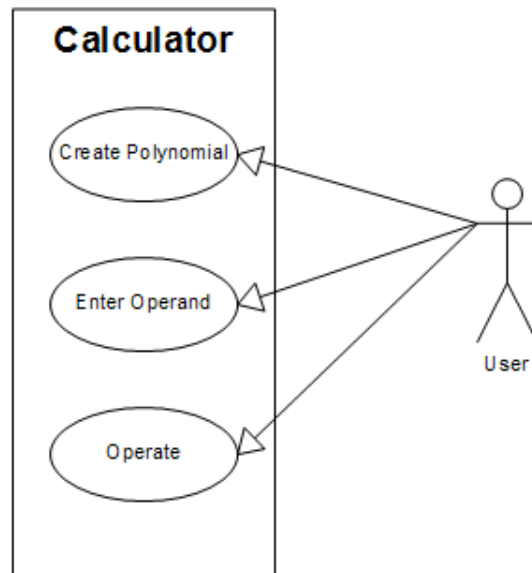 Calculator
Create Polynomial
Enter Operand
Operate
User